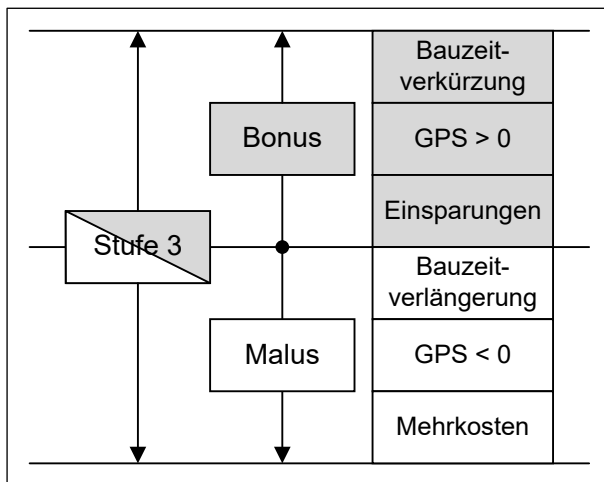 Bauzeit-
verkürzung
Bonus
GPS > 0
Einsparungen
Stufe 3
Bauzeit-
verlängerung
Malus
GPS < 0
Mehrkosten